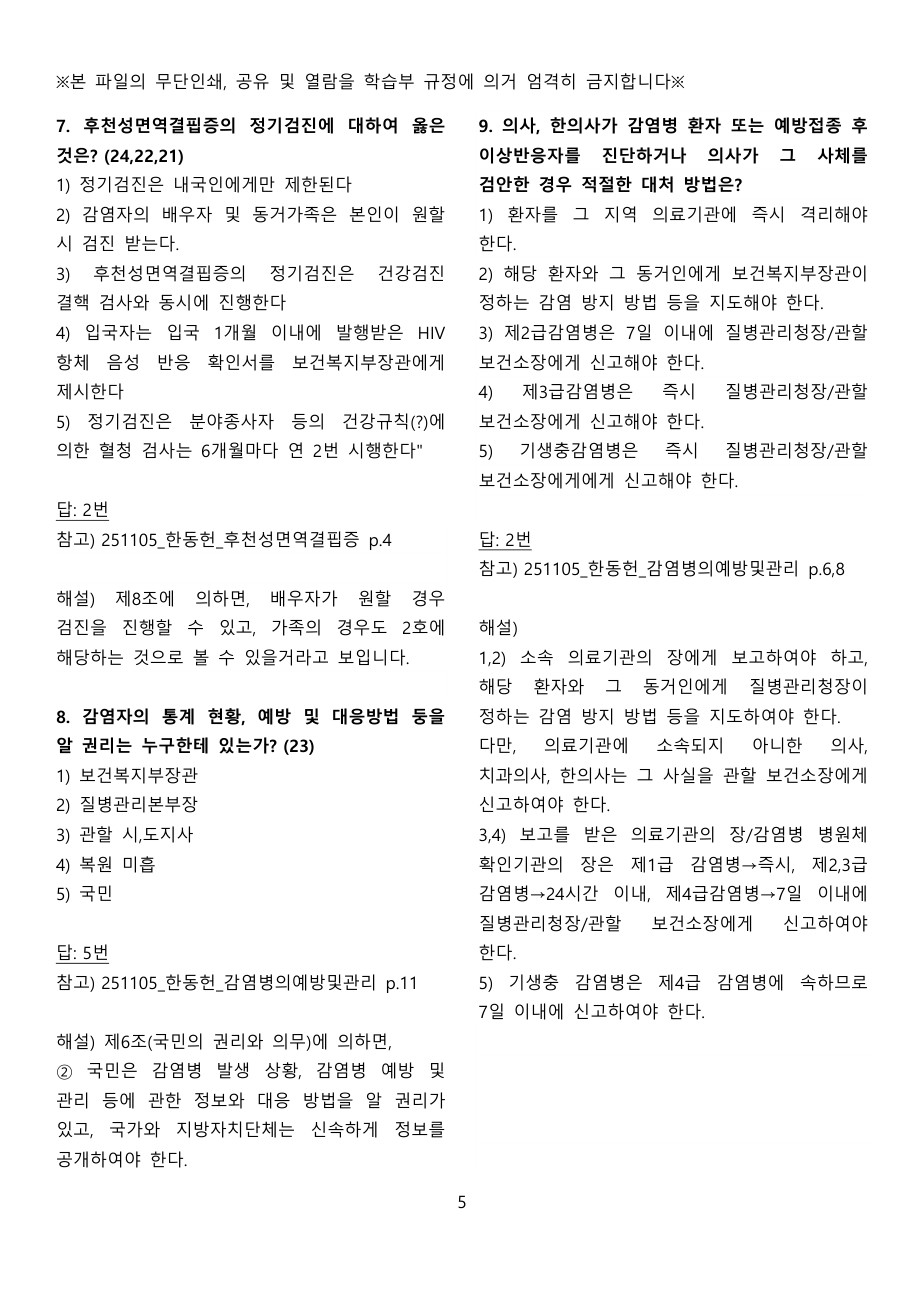 ※본 파일의 무단인쇄, 공유 및 열람을 학습부 규정에 의거 엄격히 금지합니다※
7. 후천성면역결핍증의 정기검진에 대하여 옳은
것은? (24,22,21)
1) 정기검진은 내국인에게만 제한된다
2) 감염자의 배우자 및 동거가족은 본인이 원할
시 검진 받는다.
3) 후천성면역결핍증의 정기검진은 건강검진
결핵 검사와 동시에 진행한다
4) 입국자는 입국 1개월 이내에 발행받은 HIV
항체 음성 반응 확인서를 보건복지부장관에게
제시한다
5) 정기검진은 분야종사자 등의 건강규칙(?)에
의한 혈청 검사는 6개월마다 연 2번 시행한다"
답: 2번
참고) 251105_한동헌_후천성면역결핍증 p.4
해설) 제8조에 의하면, 배우자가 원할 경우
검진을 진행할 수 있고, 가족의 경우도 2호에
해당하는 것으로 볼 수 있을거라고 보입니다.
8. 감염자의 통계 현황, 예방 및 대응방법 둥을
알 권리는 누구한테 있는가? (23)
1) 보건복지부장관
2) 질병관리본부장
3) 관할 시,도지사
4) 복원 미흡
5) 국민
답: 5번
참고) 251105_한동헌_감염병의예방및관리 p.11
해설) 제6조(국민의 권리와 의무)에 의하면,
② 국민은 감염병 발생 상황, 감염병 예방 및
관리 등에 관한 정보와 대응 방법을 알 권리가
있고, 국가와 지방자치단체는 신속하게 정보를
공개하여야 한다.
9. 의사, 한의사가 감염병 환자 또는 예방접종 후
이상반응자를 진단하거나 의사가 그 사체를
검안한 경우 적절한 대처 방법은?
1) 환자를 그 지역 의료기관에 즉시 격리해야
한다.
2) 해당 환자와 그 동거인에게 보건복지부장관이
정하는 감염 방지 방법 등을 지도해야 한다.
3) 제2급감염병은 7일 이내에 질병관리청장/관할
보건소장에게 신고해야 한다.
4) 제3급감염병은 즉시 질병관리청장/관할
보건소장에게 신고해야 한다.
5) 기생충감염병은 즉시 질병관리청장/관할
보건소장에게에게 신고해야 한다.
답: 2번
참고) 251105_한동헌_감염병의예방및관리 p.6,8
해설)
1,2) 소속 의료기관의 장에게 보고하여야 하고,
해당 환자와 그 동거인에게 질병관리청장이
정하는 감염 방지 방법 등을 지도하여야 한다.
다만, 의료기관에 소속되지 아니한 의사,
치과의사, 한의사는 그 사실을 관할 보건소장에게
신고하여야 한다.
3,4) 보고를 받은 의료기관의 장/감염병 병원체
확인기관의 장은 제1급 감염병→즉시, 제2,3급
감염병→24시간 이내, 제4급감염병→7일 이내에
질병관리청장/관할 보건소장에게 신고하여야
한다.
5) 기생충 감염병은 제4급 감염병에 속하므로
7일 이내에 신고하여야 한다.
5